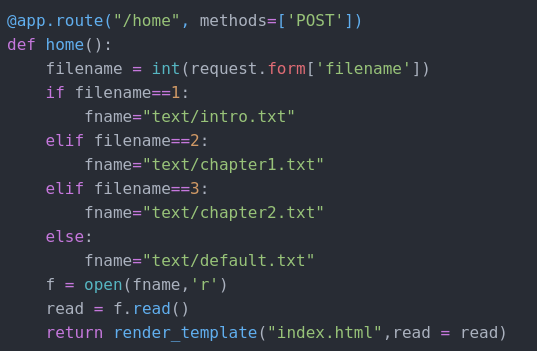 @app.route("/home", methods=['POST'])
def home():
    filename = int(request.form['filename'])
    if filename==1:
        fname="text/intro.txt"
    elif filename==2:
        fname="text/chapter1.txt"
    elif filename==3:
        fname="text/chapter2.txt"
    else:
        fname="text/default.txt"
    f = open(fname,'r')
    read = f.read()
    return render_template("index.html",read = read)